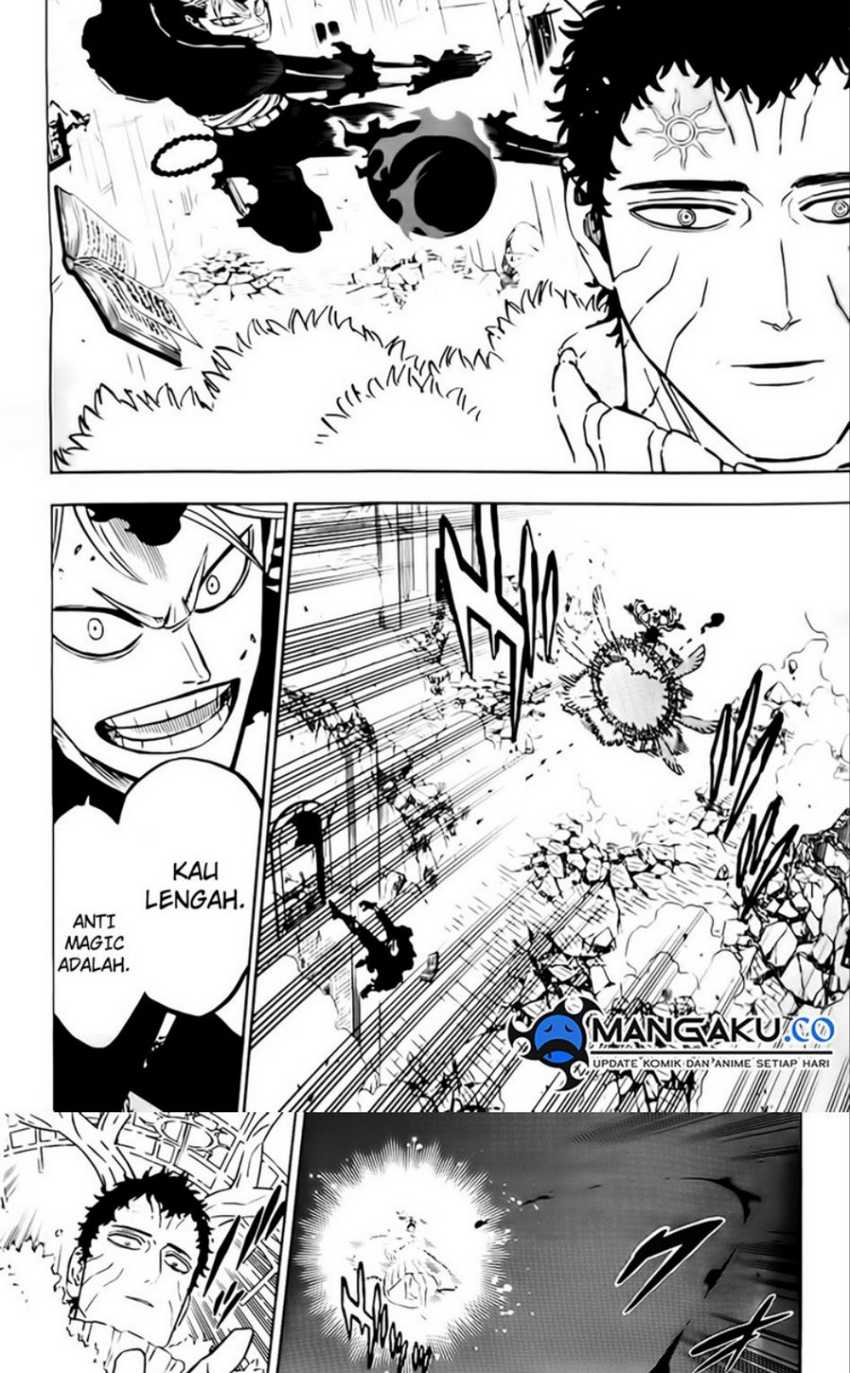 KAU
LENGAH.
ANTI
MAGIC
ADALAH.
MANGAKU.CO
UPDATE KOMIK DAN ANIME SETIAP HARI